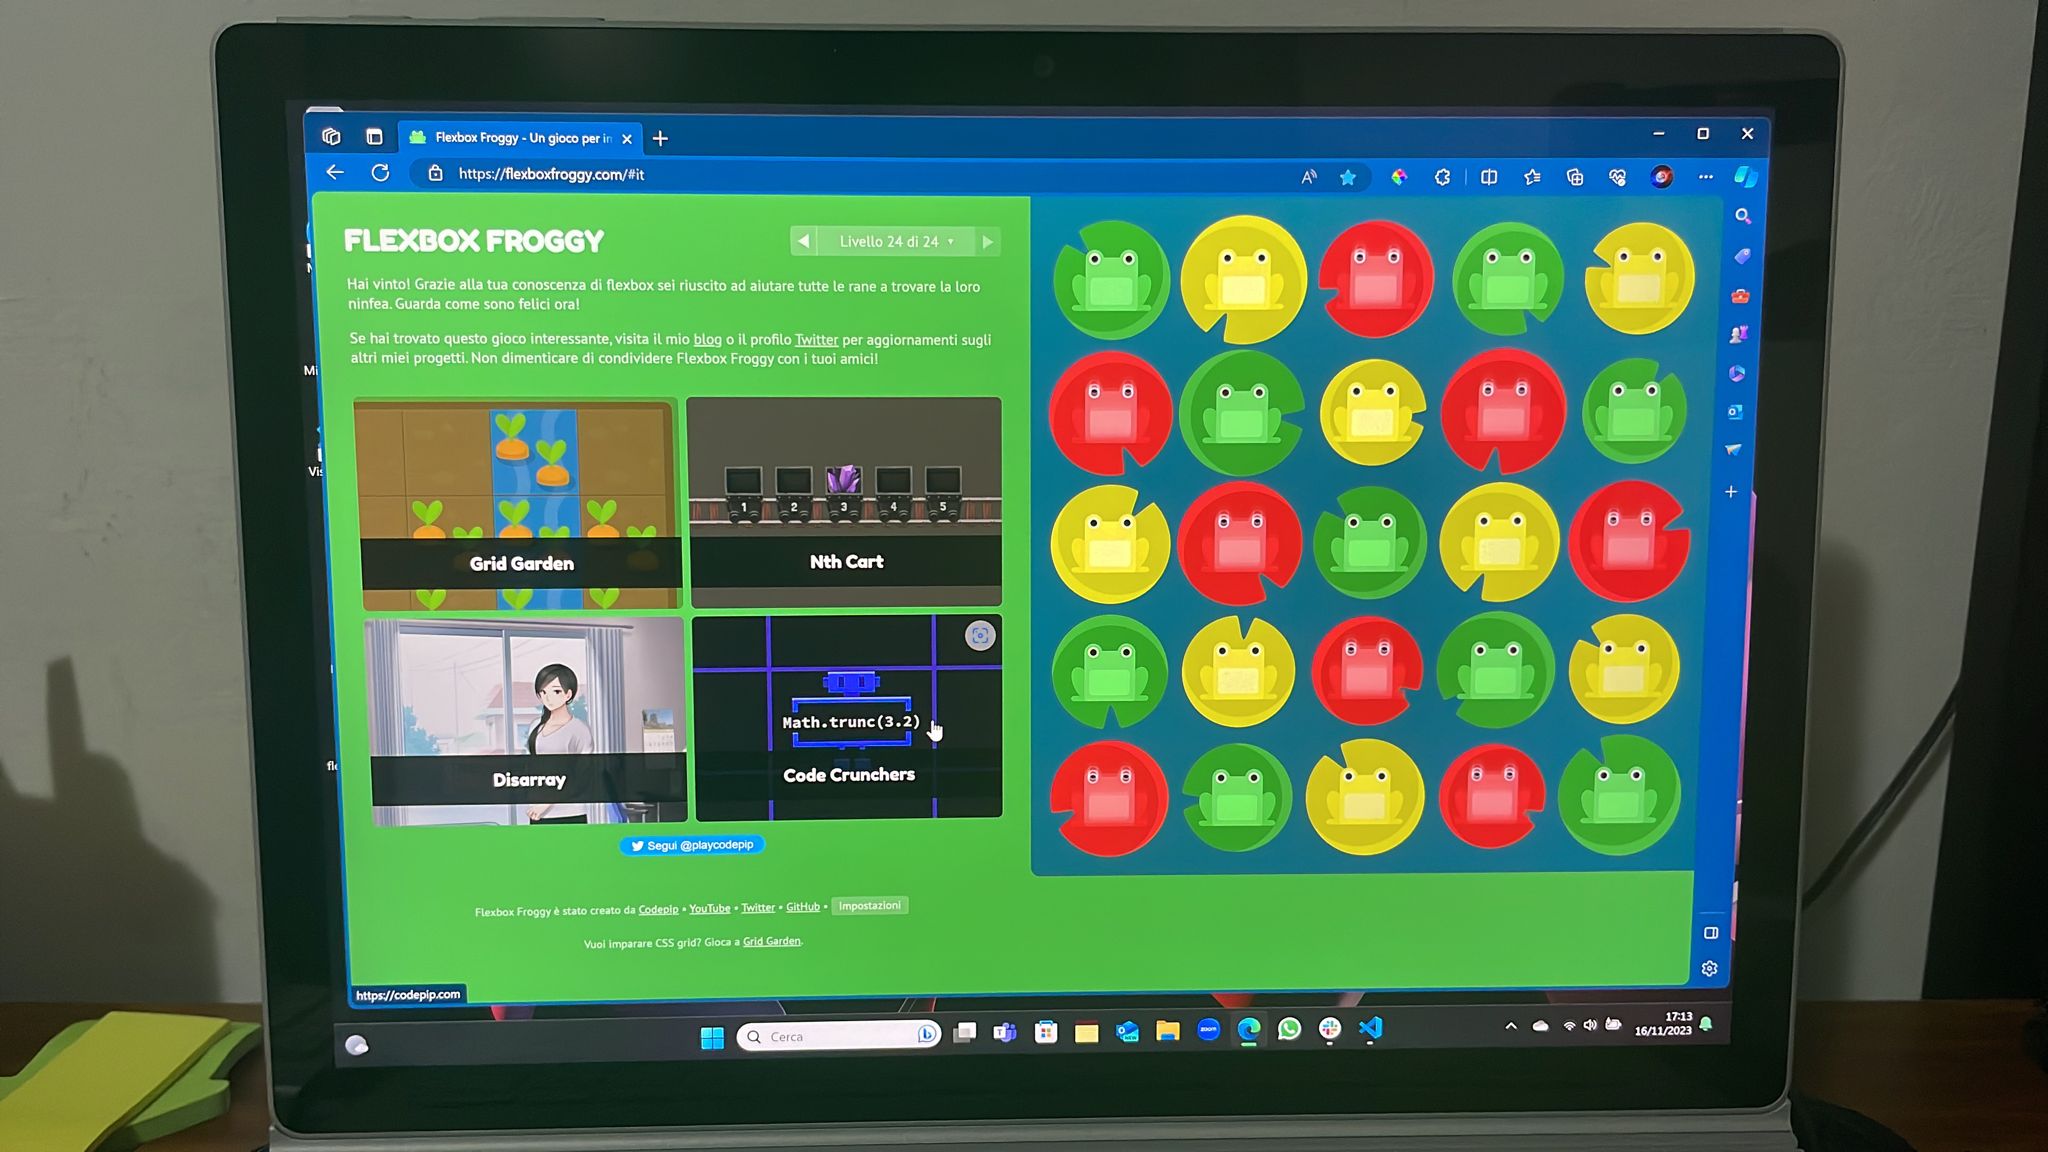 Flexbox Froggy - Un gioco per in
https://flexboxfroggy.com/#it
FLEXBOX FROGGY
Livello 24 di 24
Hai vinto! Grazie alla tua conoscenza di flexbox sei riuscito ad aiutare tutte le rane a trovare la loro
ninfea. Guarda come sono felici ora!
Se hai trovato questo gioco interessante, visita il mio blog o il profilo Twitter per aggiornamenti sugli
altri miei progetti. Non dimenticare di condividere Flexbox Froggy con i tuoi amici!
Grid Garden
1 2 3 4 5
Nth Cart
Disarray
Math.trunc(3.2)
Code Crunchers
Segui @playcodepip
Flexbox Froggy è stato creato da Codepip • YouTube • Twitter • GitHub • Impostazioni
Vuoi imparare CSS grid? Gioca a Grid Garden.
https://codepip.com
Mi
Vis
Cerca
zoom
NEW
17:13
16/11/2023